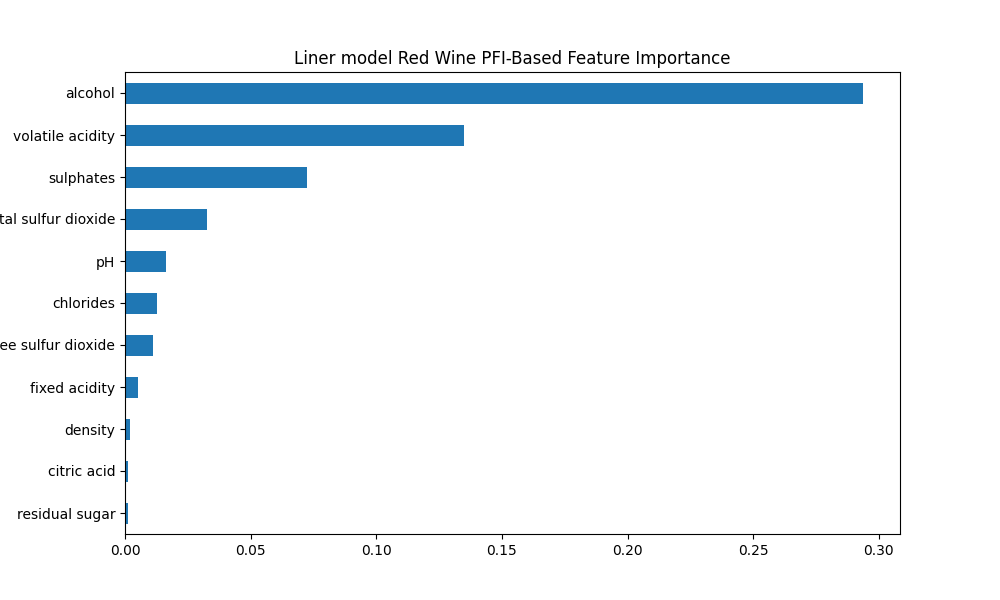 Liner model Red Wine PFI-Based Feature Importance
alcohol
volatile acidity
sulphates
tal sulfur dioxide
pH
chlorides
ee sulfur dioxide
fixed acidity
density
citric acid
residual sugar
0.00 0.05 0.10 0.15 0.20 0.25 0.30